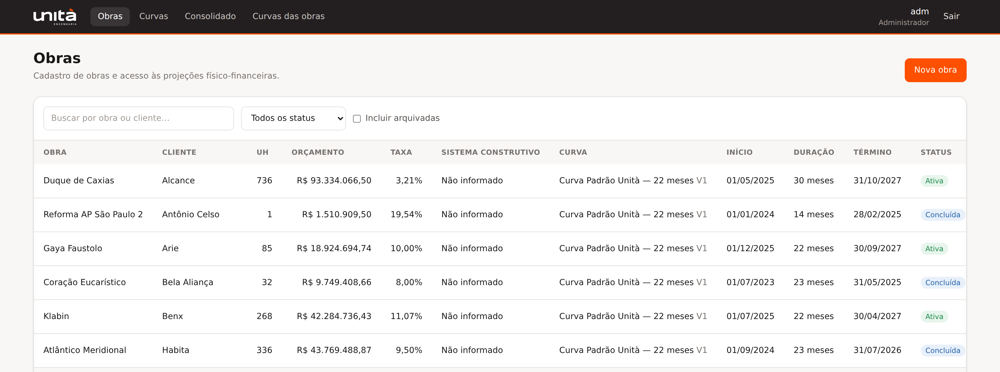 unità
ENGENHARIA
Obras Curvas Consolidado Curvas das obras
adm
Administrador
Sair
Obras
Cadastro de obras e acesso às projeções físico-financeiras.
Nova obra
Buscar por obra ou cliente... Todos os status Incluir arquivadas
OBRA CLIENTE UH ORÇAMENTO TAXA SISTEMA CONSTRUTIVO CURVA INÍCIO DURAÇÃO TÉRMINO STATUS
Duque de Caxias Alcance 736 R$ 93.334.066,50 3,21% Não informado Curva Padrão Unità — 22 meses V1 01/05/2025 30 meses 31/10/2027 Ativa
Reforma AP São Paulo 2 Antônio Celso 1 R$ 1.510.909,50 19,54% Não informado Curva Padrão Unità — 22 meses V1 01/01/2024 14 meses 28/02/2025 Concluída
Gaya Faustolo Arie 85 R$ 18.924.694,74 10,00% Não informado Curva Padrão Unità — 22 meses V1 01/12/2025 22 meses 30/09/2027 Ativa
Coração Eucarístico Bela Aliança 32 R$ 9.749.408,66 8,00% Não informado Curva Padrão Unità — 22 meses V1 01/07/2023 23 meses 31/05/2025 Concluída
Klabin Benx 268 R$ 42.284.736,43 11,07% Não informado Curva Padrão Unità — 22 meses V1 01/07/2025 22 meses 30/04/2027 Ativa
Atlântico Meridional Habita 336 R$ 43.769.488,87 9,50% Não informado Curva Padrão Unità — 22 meses V1 01/09/2024 23 meses 31/07/2026 Concluída